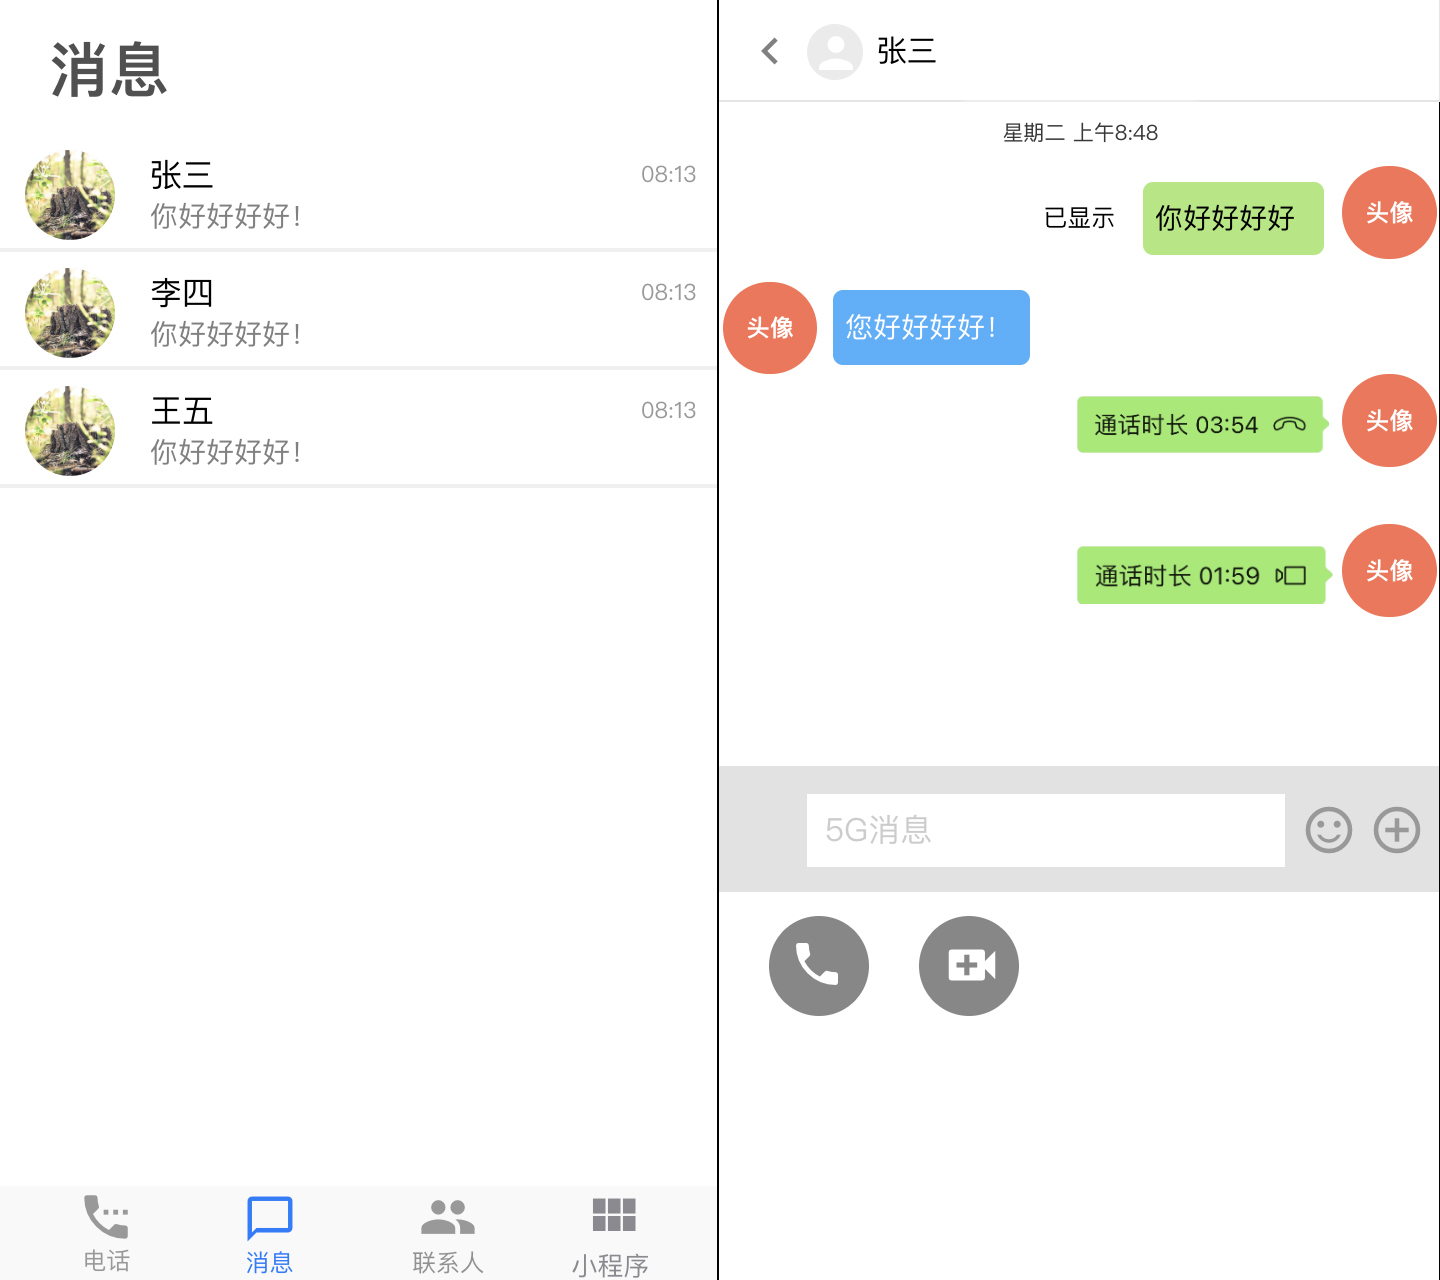 消息
张三
08:13
你好好好好！
李四
08:13
你好好好好！
王五
08:13
你好好好好！
电话
消息
联系人
小程序
张三
星期二 上午8:48
已显示
你好好好好
头像
头像
您好好好好！
通话时长 03:54
头像
通话时长 01:59
头像
5G消息